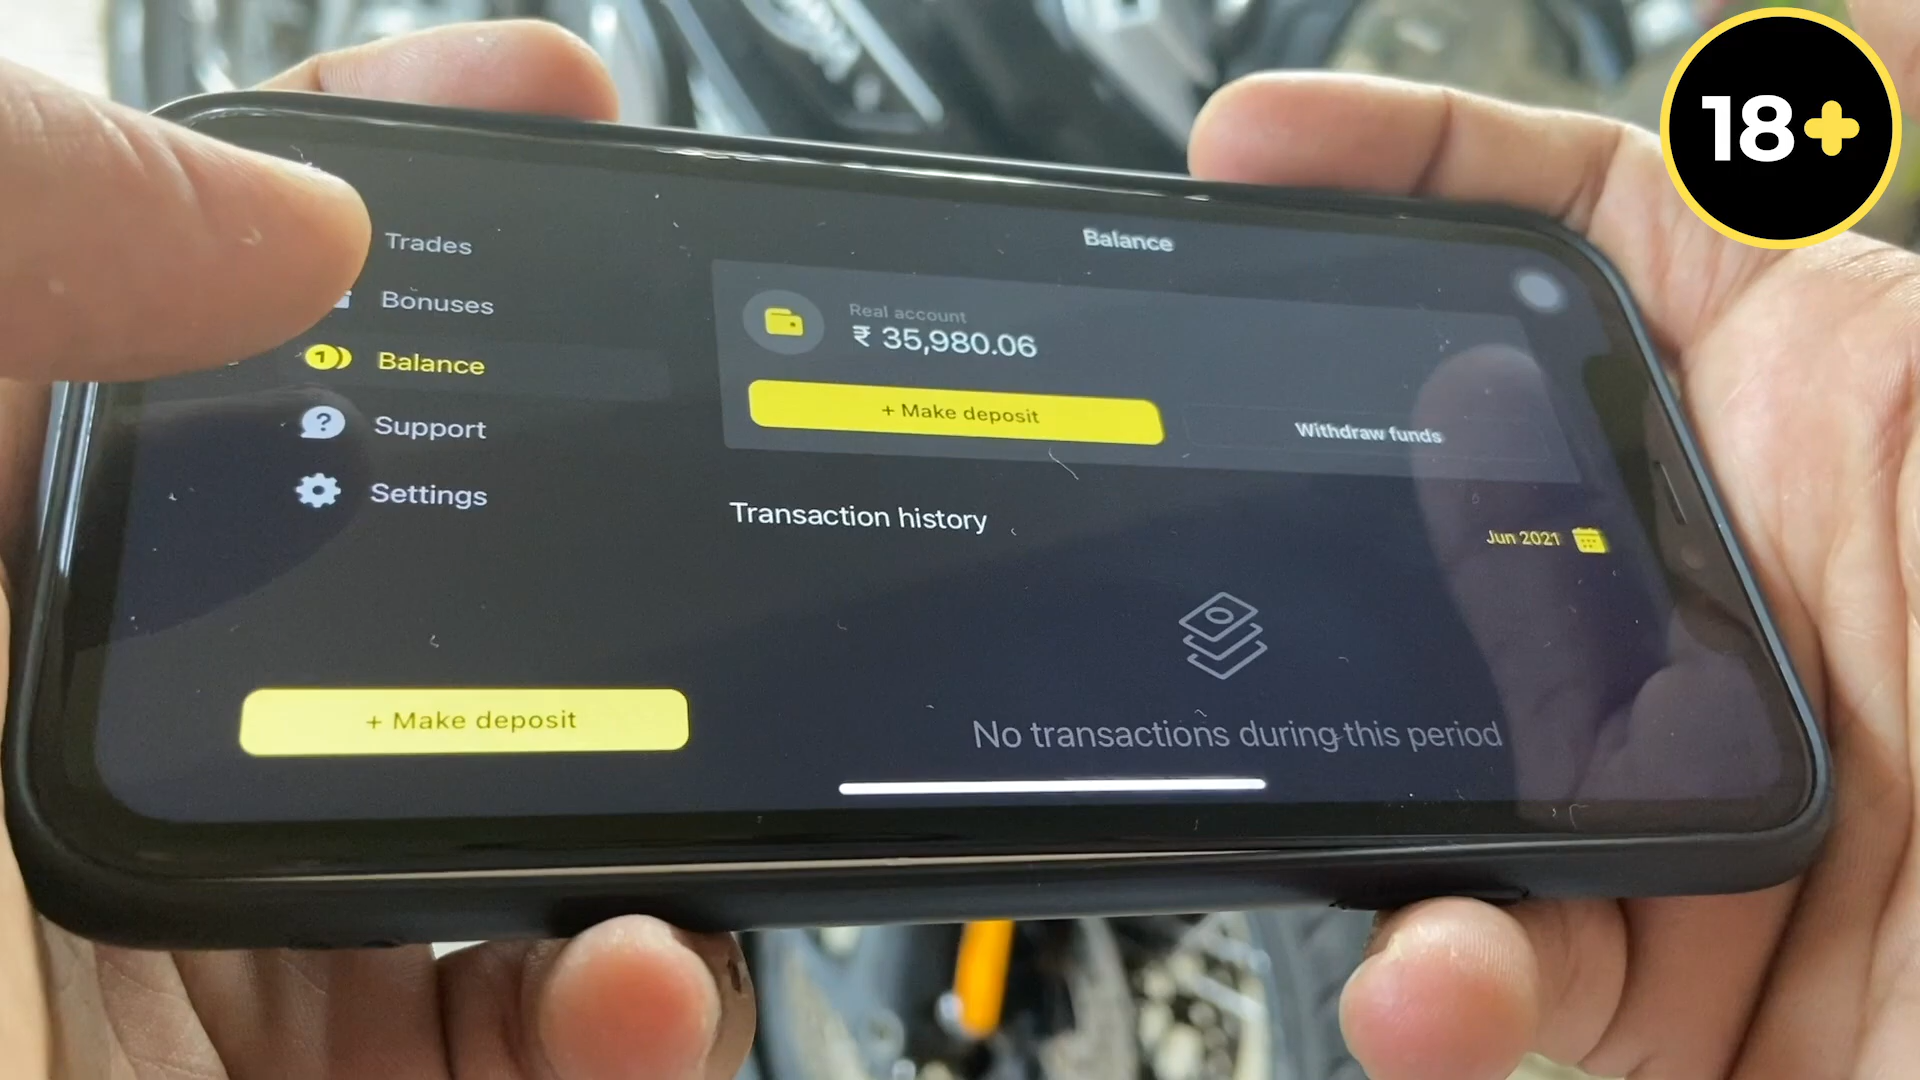 18+
Trades
Bonuses
Balance
Support
Settings
+ Make deposit
Balance
Real account
₹ 35,980.06
+ Make deposit
Withdraw funds
Transaction history
Jun 2021
No transactions during this period